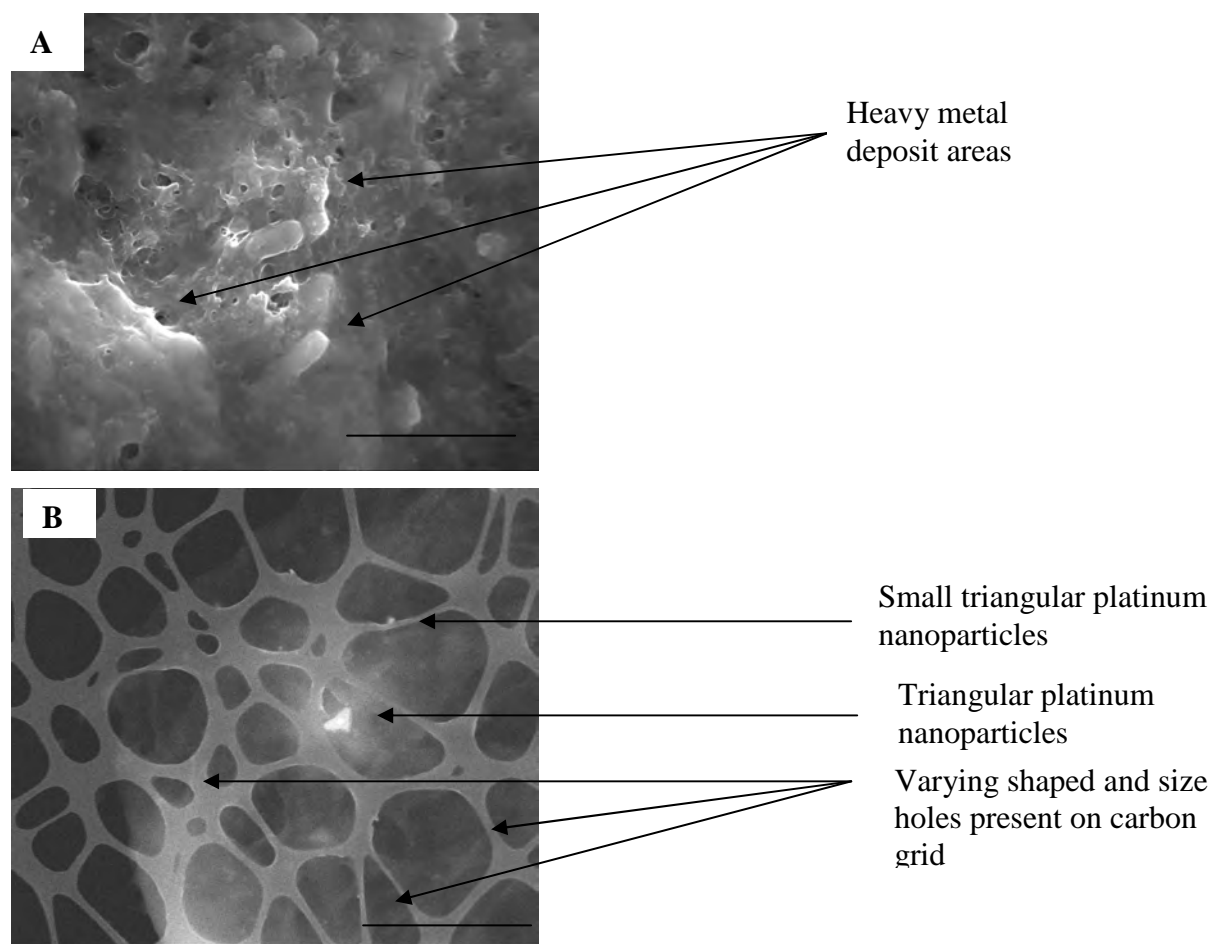 A
Heavy metal
deposit areas
B
Small triangular platinum
nanoparticles
Triangular platinum
nanoparticles
Varying shaped and size
holes present on carbon
grid